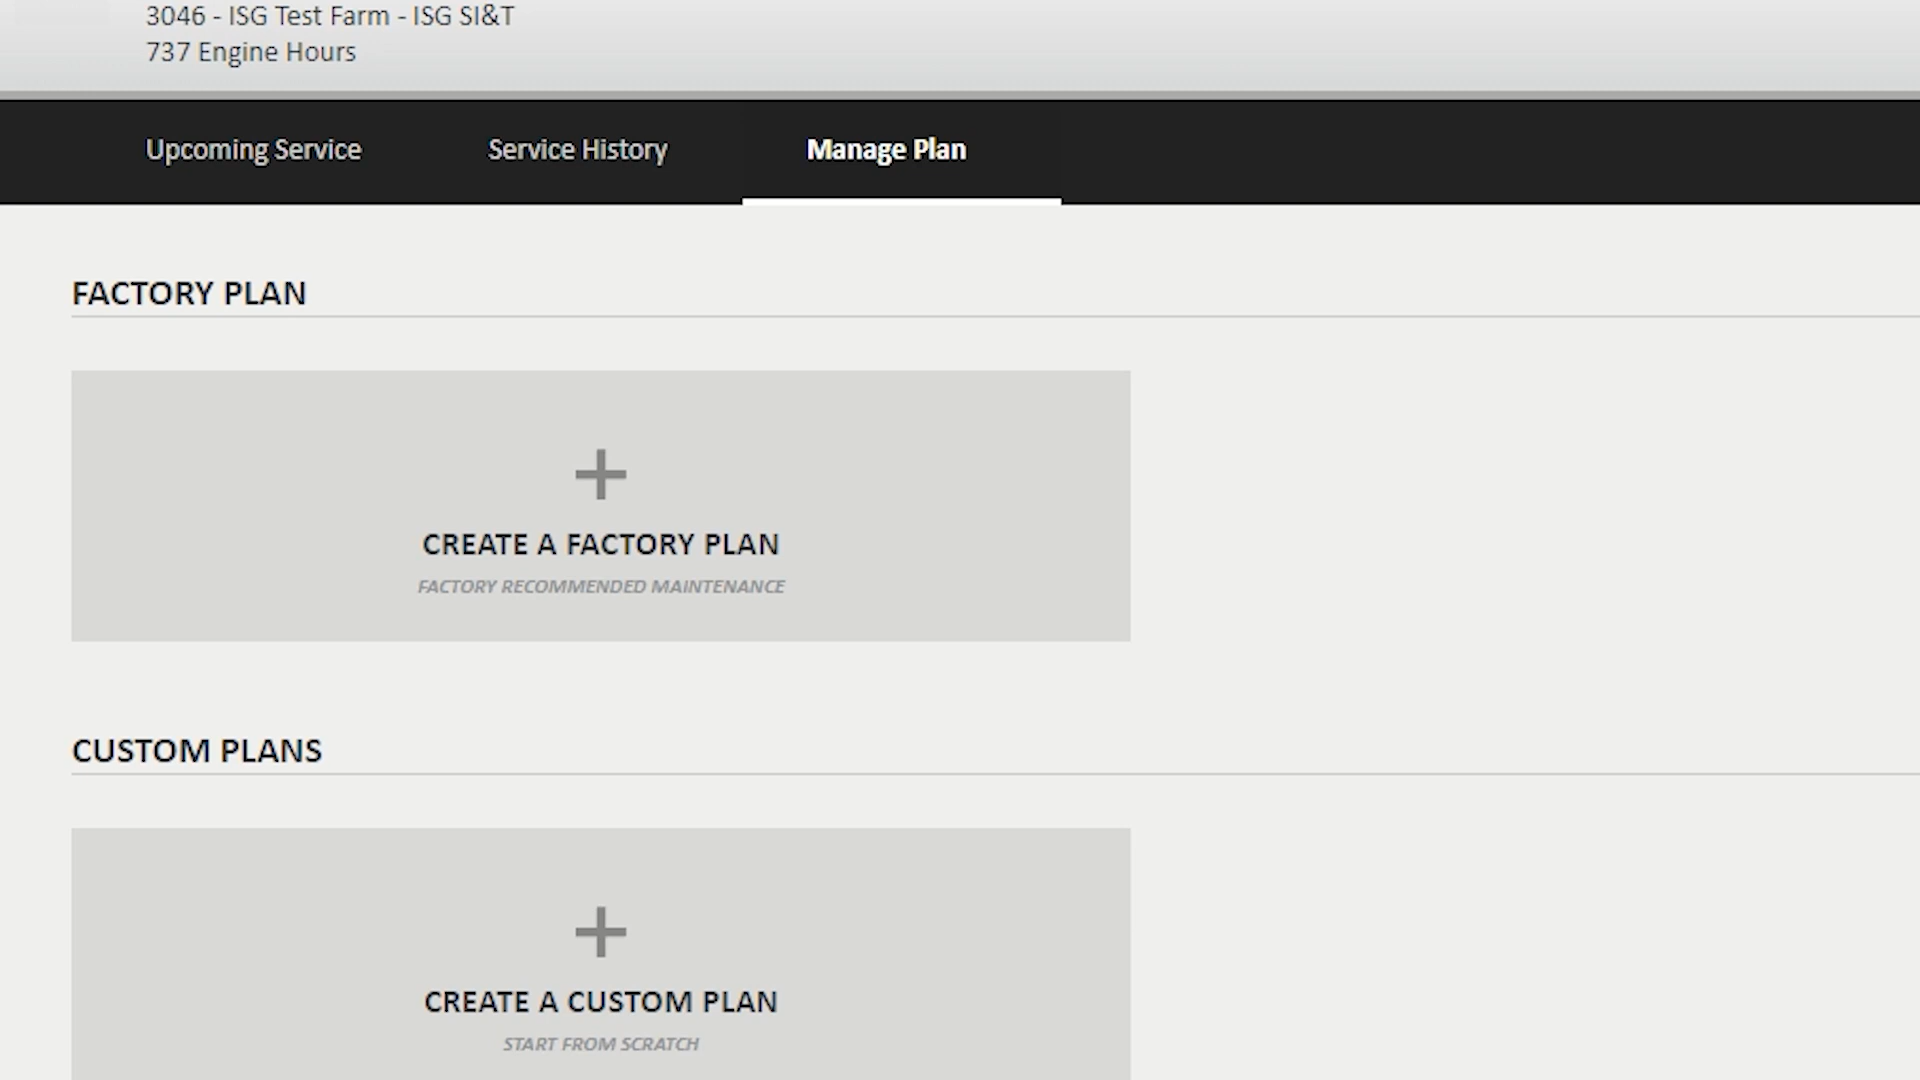 3046 - ISG Test Farm - ISG SI&T
737 Engine Hours
Upcoming Service
Service History
Manage Plan
FACTORY PLAN
CREATE A FACTORY PLAN
FACTORY RECOMMENDED MAINTENANCE
CUSTOM PLANS
CREATE A CUSTOM PLAN
START FROM SCRATCH